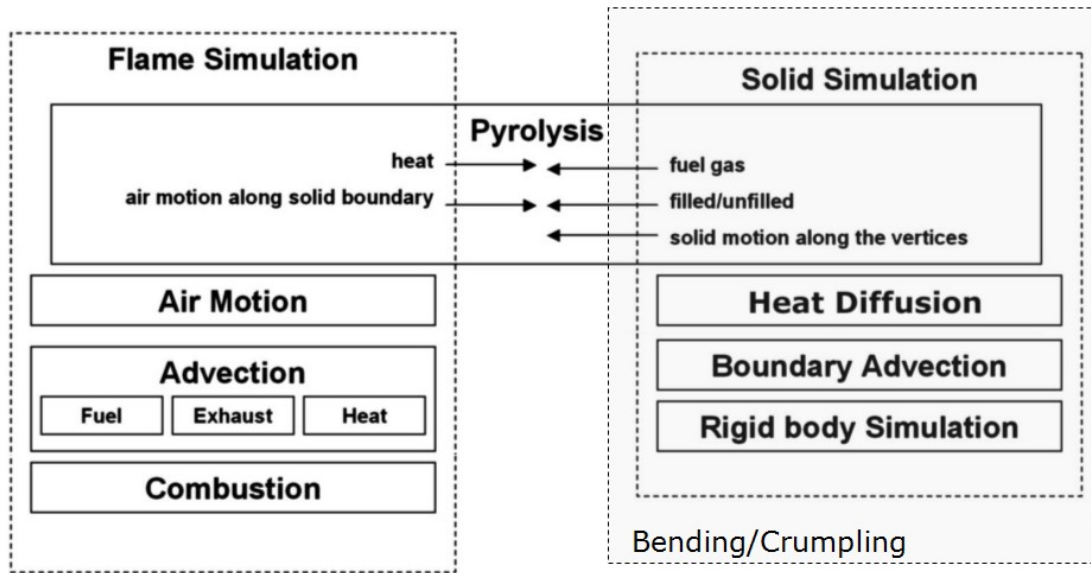 Flame Simulation
Solid Simulation
Pyrolysis
heat
fuel gas
air motion along solid boundary
filled/unfilled
solid motion along the vertices
Air Motion
Advection
Fuel
Exhaust
Heat
Combustion
Heat Diffusion
Boundary Advection
Rigid body Simulation
Bending/Crumpling